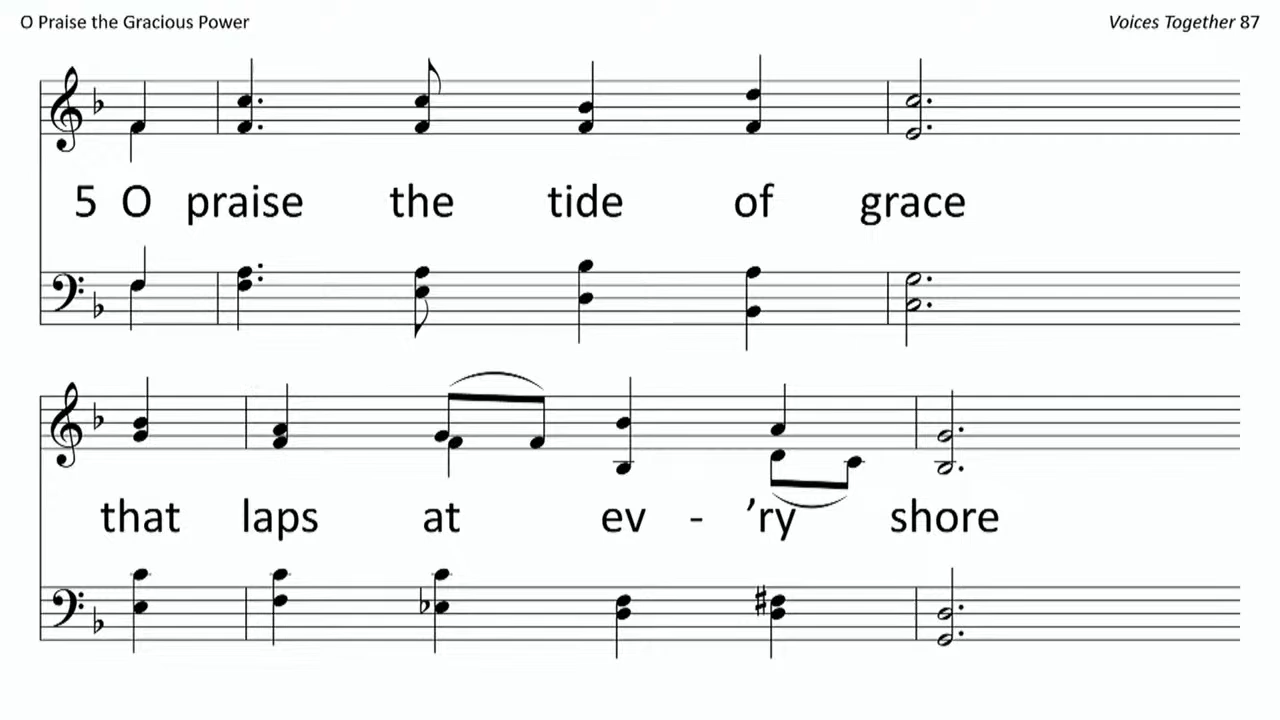 O Praise the Gracious Power
Voices Together 87
5 O praise the tide of grace
that laps at ev - ’ry shore